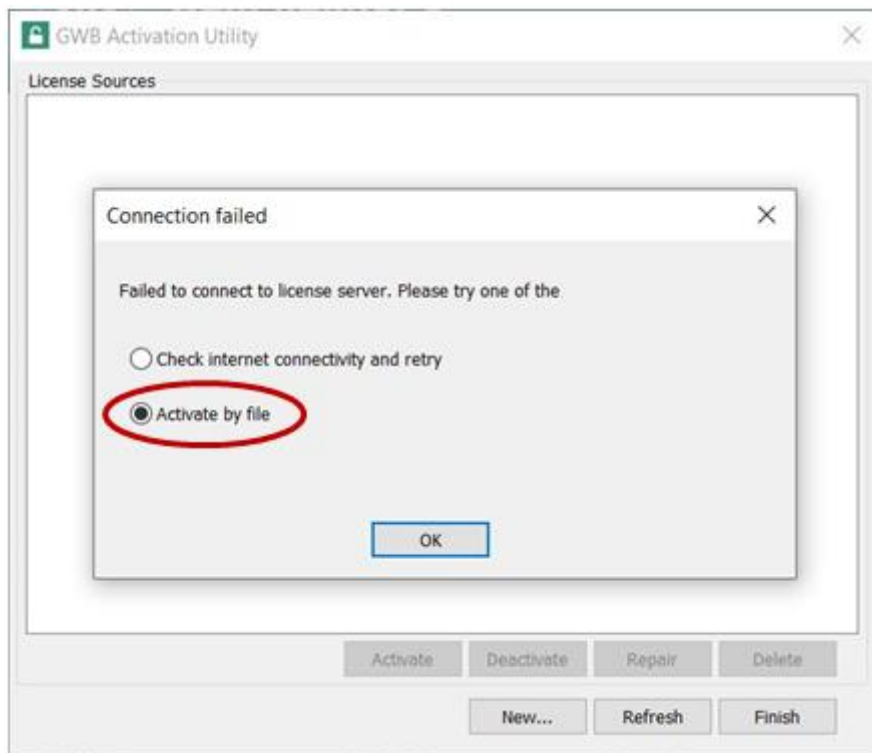 GWB Activation Utility
License Sources
Connection failed
Failed to connect to license server. Please try one of the
Check internet connectivity and retry
Activate by file
OK
Activate Deactivate Repair Delete
New... Refresh Finish